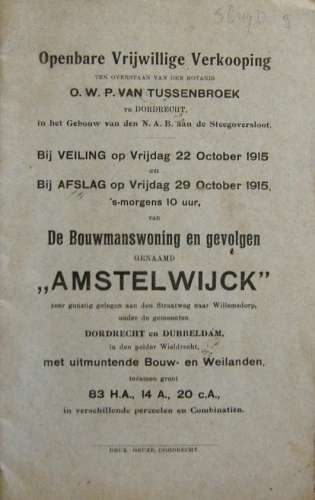 Openbare Vrijwillige Verkooping
TEN OVERSTAAN VAN DEN NOTARIS
O. W. P. VAN TUSSENBROEK
TE DORDRECHT,
in het Gebouw van den N. A. B. aan de Steegoversloot.
Bij VEILING op Vrijdag 22 October 1915
en
Bij AFSLAG op Vrijdag 29 October 1915,
's-morgens 10 uur,
van
De Bouwmanswoning en gevolgen
GENAAMD
„AMSTELWIJCK"
zeer gunstig gelegen aan den Straatweg naar Willemsdorp,
onder de gemeenten
DORDRECHT en DUBBELDAM,
in den polder Wieldrecht,
met uitmuntende Bouw- en Weilanden,
tezamen groot
83 H.A., 14 A., 20 c.A.,
in verschillende perceelen en Combinatiën.
DRUK GEUZE, DORDRECHT